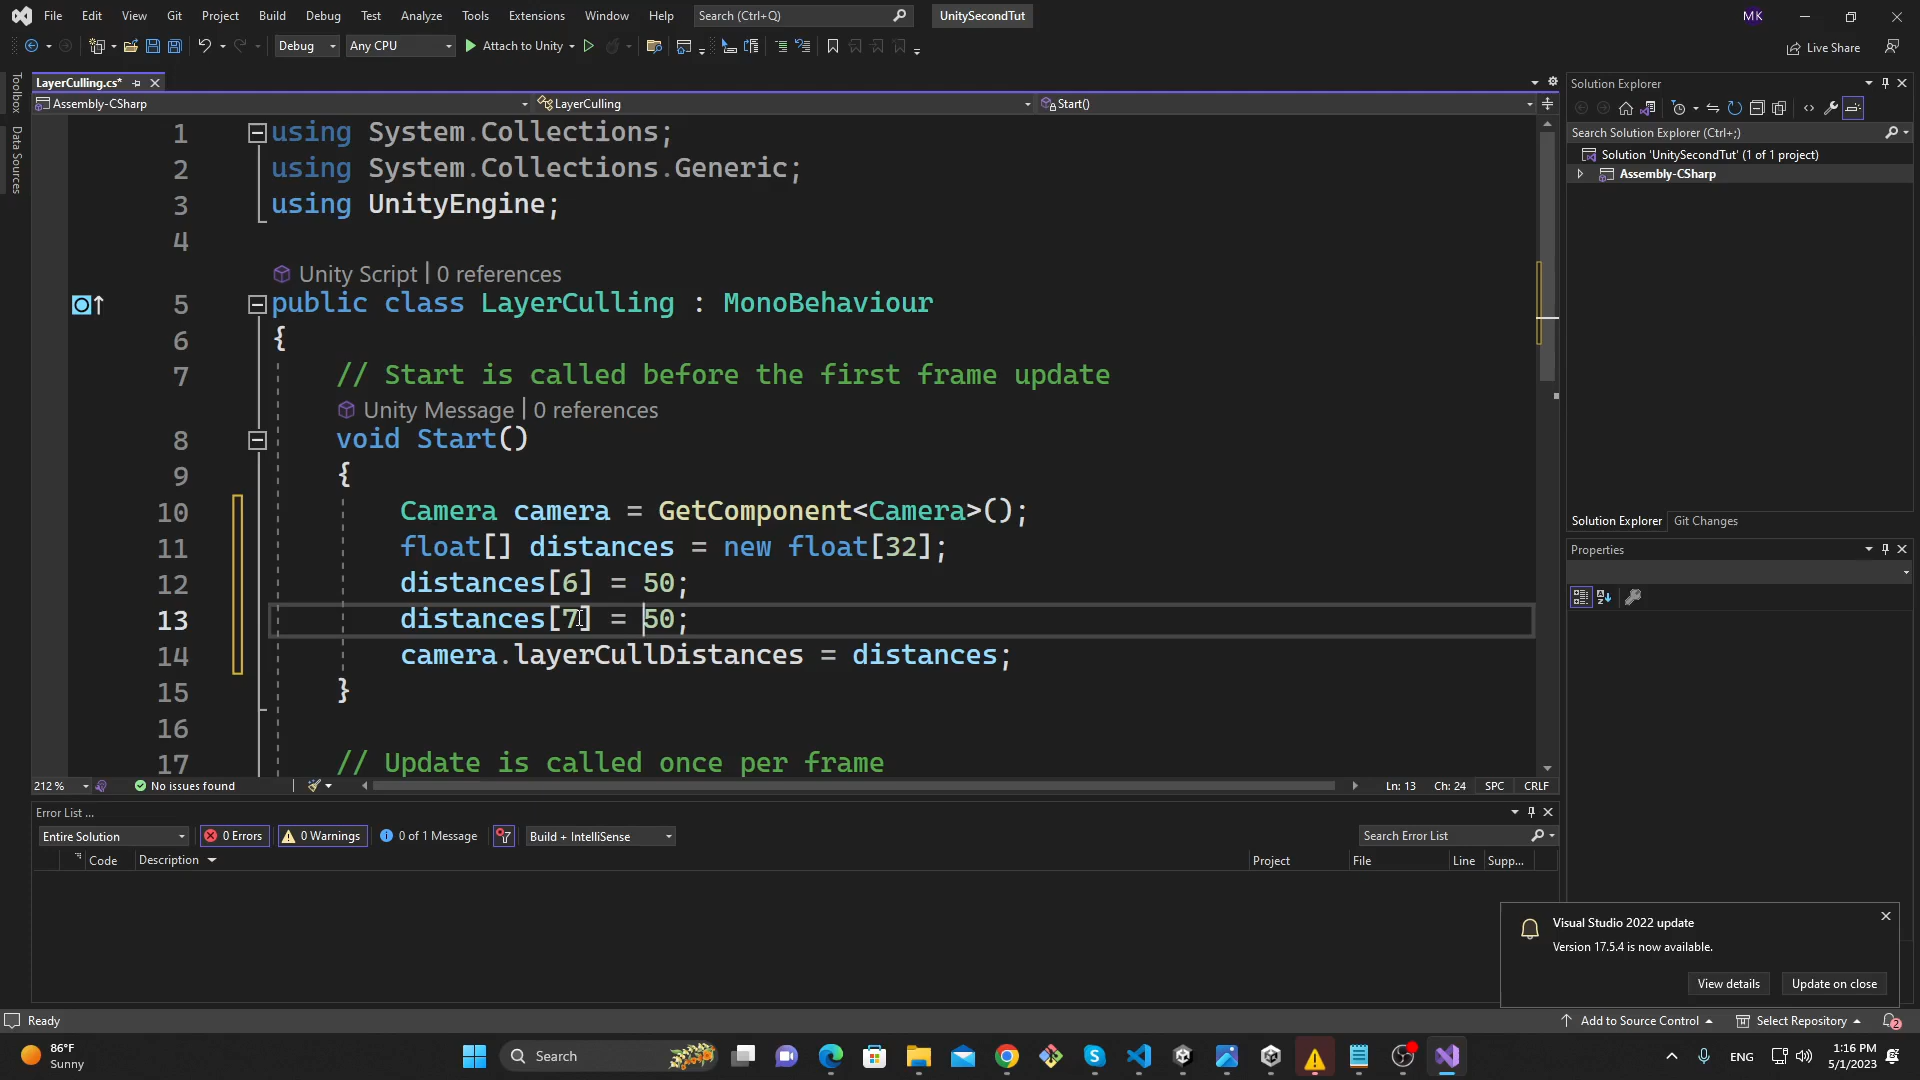 File Edit View Git Project Build Debug Test Analyze Tools Extensions Window Help Search (Ctrl+Q) UnitySecondTut MK
Debug Any CPU Attach to Unity Live Share
Toolbox
Data Sources
LayerCulling.cs*
Assembly-CSharp LayerCulling Start()
1 using System.Collections;
2 using System.Collections.Generic;
3 using UnityEngine;
4
Unity Script | 0 references
5 public class LayerCulling : MonoBehaviour
6 {
7 // Start is called before the first frame update
Unity Message | 0 references
8 void Start()
9 {
10 Camera camera = GetComponent<Camera>();
11 float[] distances = new float[32];
12 distances[6] = 50;
13 distances[7] = 50;
14 camera.layerCullDistances = distances;
15 }
16
17 // Update is called once per frame
212 % No issues found Ln: 13 Ch: 24 SPC CRLF
Error List ...
Entire Solution 0 Errors 0 Warnings 0 of 1 Message Build + IntelliSense Search Error List
Code Description Project File Line Supp...
Solution Explorer
Search Solution Explorer (Ctrl+;)
Solution 'UnitySecondTut' (1 of 1 project)
Assembly-CSharp
Solution Explorer Git Changes
Properties
Visual Studio 2022 update
Version 17.5.4 is now available.
View details Update on close
Ready Add to Source Control Select Repository 2
86°F
Sunny
Search
ENG
1:16 PM
5/1/2023